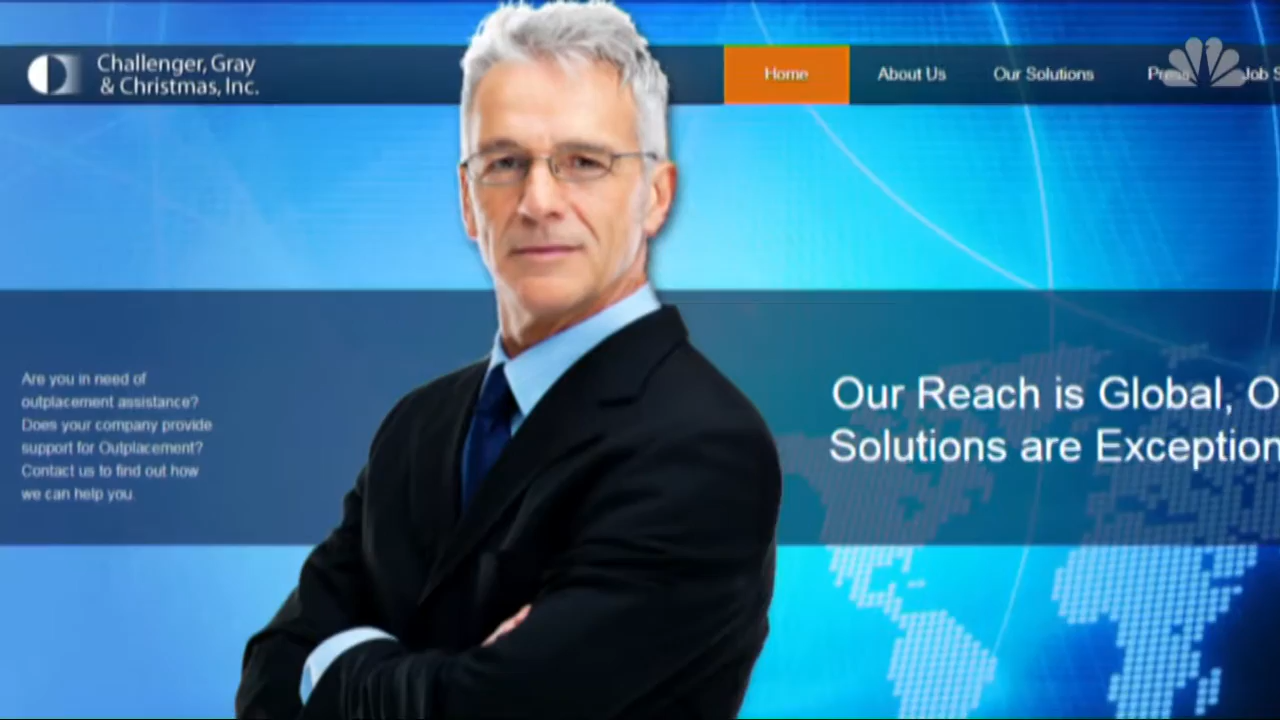 Challenger, Gray
& Christmas, Inc.
Home
About Us
Our Solutions
Job S
Are you in need of
outplacement assistance?
Does your company provide
support for Outplacement?
Contact us to find out how
we can help you.
Our Reach is Global, O
Solutions are Exception